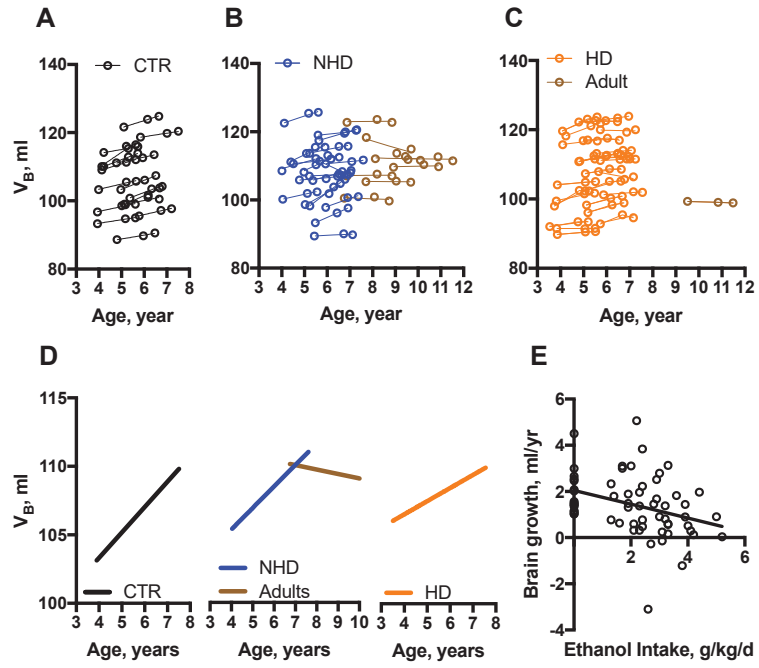 A
CTR
140
120
100
80
V_B, ml
3 4 5 6 7 8
Age, year
B
NHD
140
120
100
80
3 4 5 6 7 8 9 10 11 12
Age, year
C
HD
Adult
140
120
100
80
3 4 5 6 7 8 9 10 11 12
Age, year
D
115
110
105
100
V_B, ml
CTR
3 4 5 6 7 8
Age, years
NHD
Adults
3 4 5 6 7 8 9 10
Age, years
HD
3 4 5 6 7 8
Age, years
E
6
4
2
0
-2
-4
Brain growth, ml/yr
2 4 6
Ethanol Intake, g/kg/d